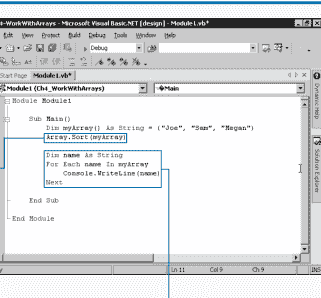 4-WorkWithArrays - Microsoft Visual Basic.NET [design] - Module1.vb*
Edit View Project Build Debug Tools Window Help
Debug
Start Page Module1.vb*
Module1 (Ch4_WorkWithArrays) Main
Module Module1
Sub Main()
Dim myArray() As String = {"Joe", "Sam", "Megan"}
Array.Sort(myArray)
Dim name As String
For Each name In myArray
Console.WriteLine(name)
Next
End Sub
End Module
Dynamic Help
Solution Explorer
Ln 11 Col 9 Ch 9 INS